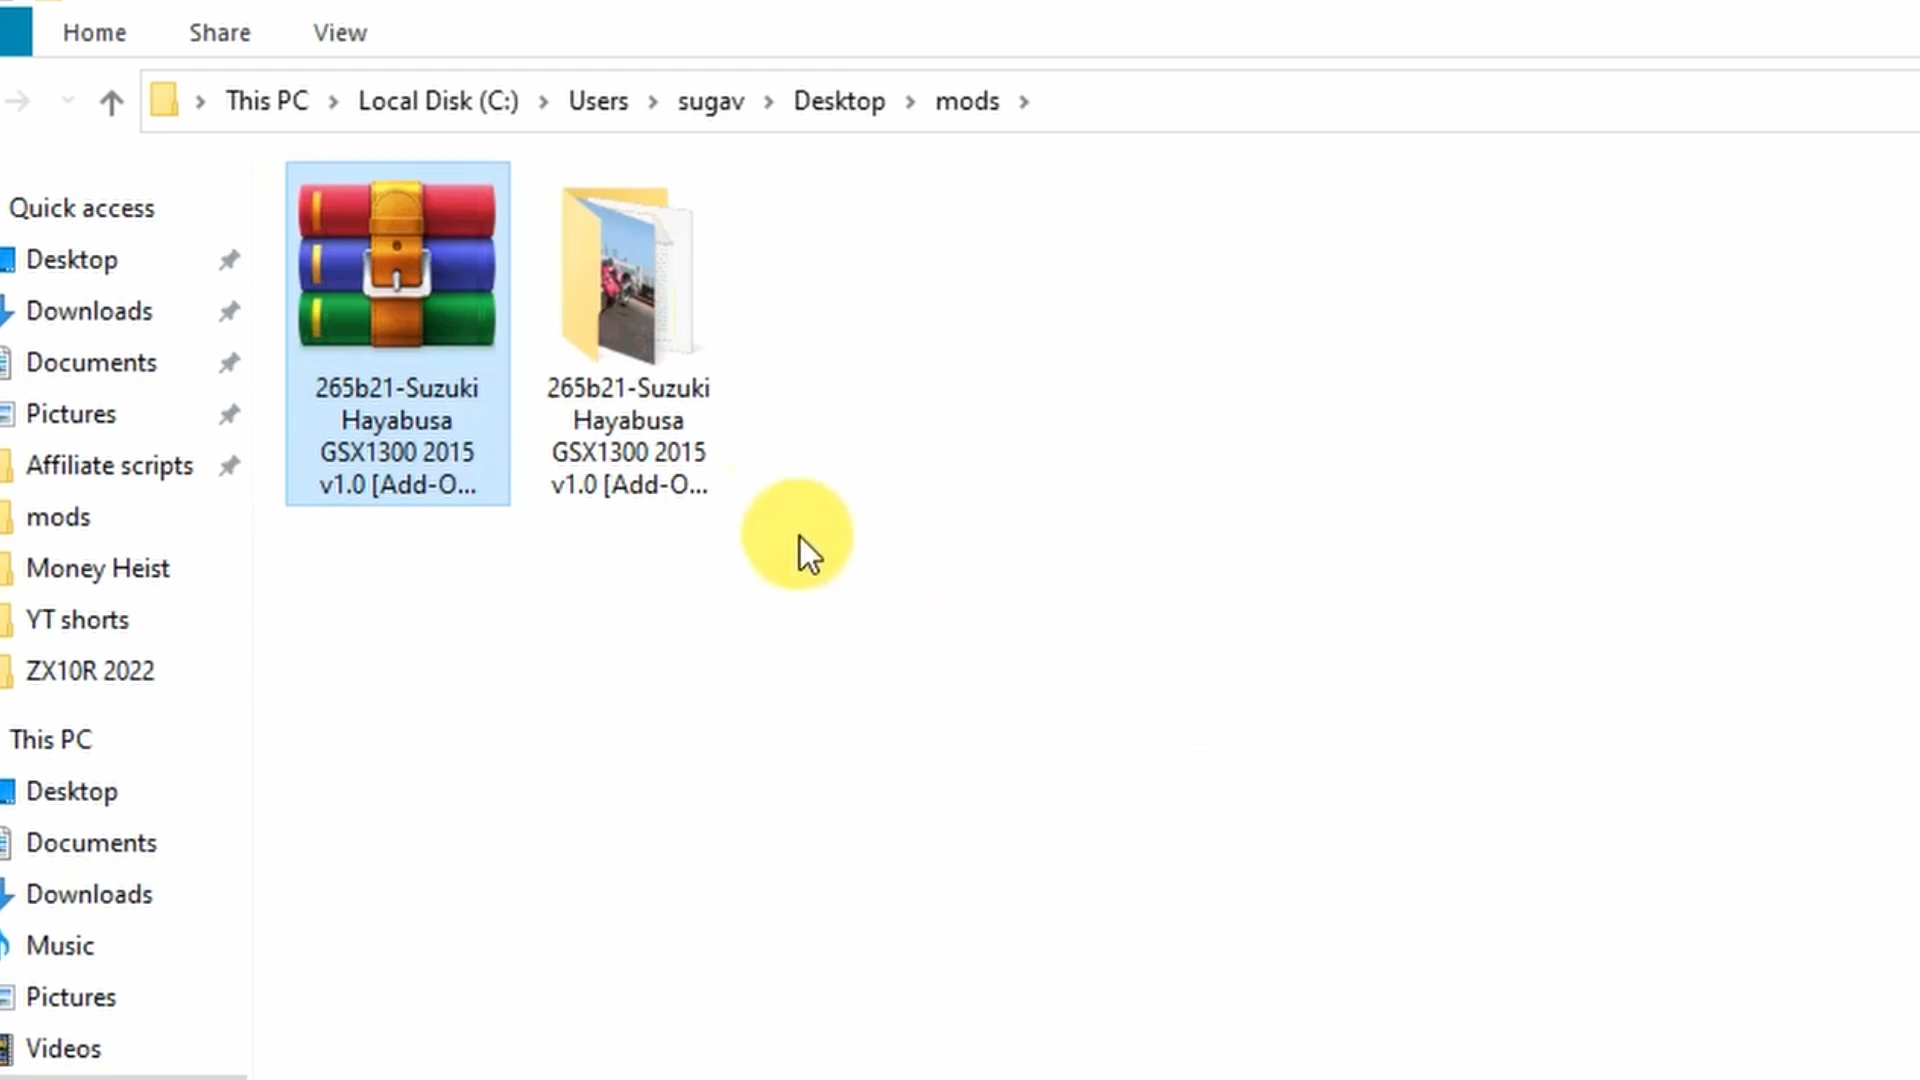 Home Share View
This PC Local Disk (C:) Users sugav Desktop mods
Quick access
Desktop
Downloads
Documents
Pictures
Affiliate scripts
mods
Money Heist
YT shorts
ZX10R 2022
This PC
Desktop
Documents
Downloads
Music
Pictures
Videos
265b21-Suzuki
Hayabusa
GSX1300 2015
v1.0 [Add-O...
265b21-Suzuki
Hayabusa
GSX1300 2015
v1.0 [Add-O...